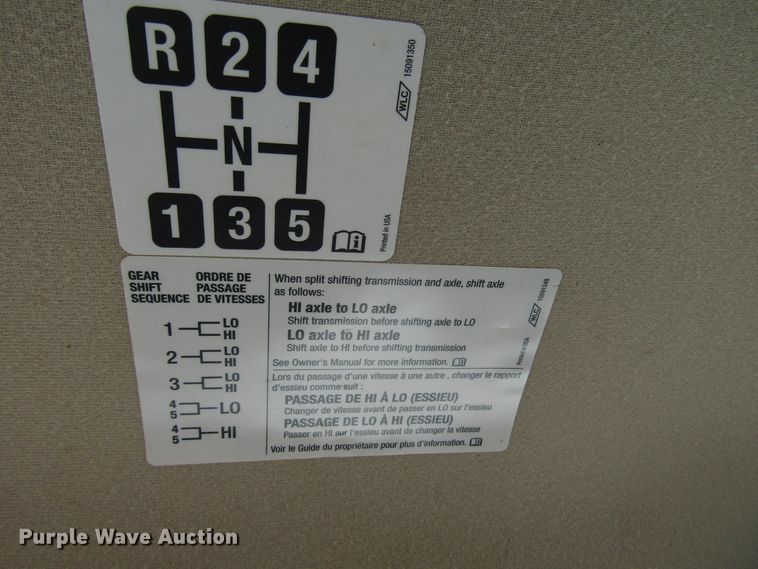 R 2 4
N
1 3 5
WLC 15091350
Printed in USA
GEAR SHIFT SEQUENCE
ORDRE DE PASSAGE DE VITESSES
1 LO HI
2 LO HI
3 LO HI
4 5 LO
4 5 HI
When split shifting transmission and axle, shift axle
as follows:
HI axle to LO axle
Shift transmission before shifting axle to LO
LO axle to HI axle
Shift axle to HI before shifting transmission
See Owner's Manual for more information.
Lors du passage d'une vitesse à une autre , changer le rapport
d'essieu comme suit :
PASSAGE DE HI À LO (ESSIEU)
Changer de vitesse avant de passer en LO sur l'essieu
PASSAGE DE LO À HI (ESSIEU)
Passer en HI sur l'essieu avant de changer la vitesse
Voir le Guide du propriétaire pour plus d'information.
WLC 15091348
Printed in USA
Purple Wave Auction